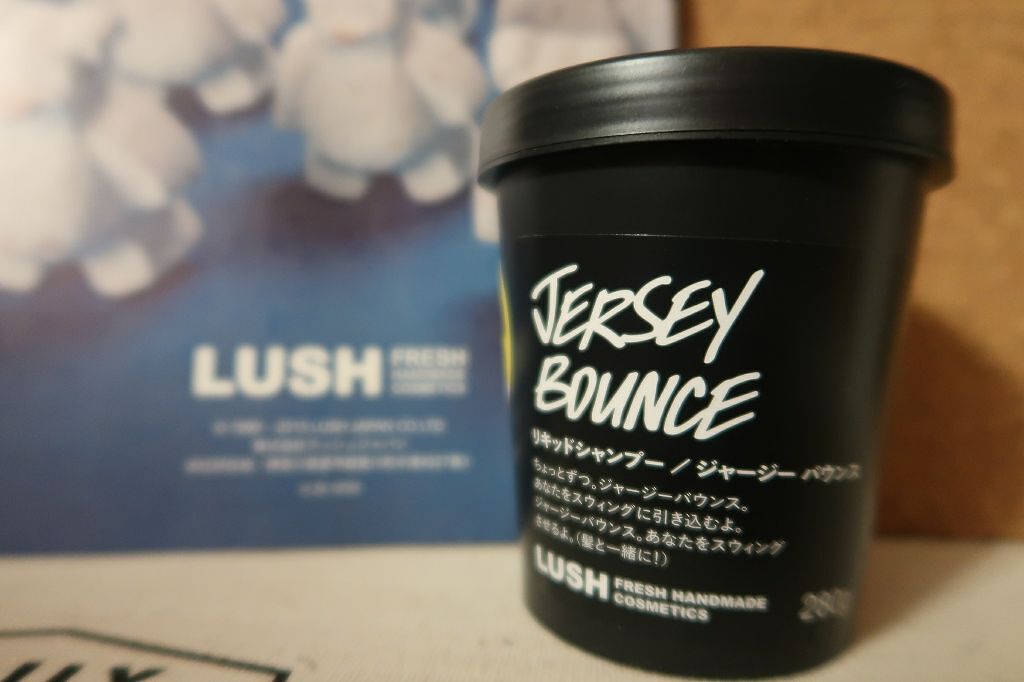 LUSH FRESH
HANDMADE
COSMETICS
JERSEY
BOUNCE
リキッドシャンプー / ジャージー バウンス
ちょっとずつ。ジャージーバウンス。
あなたをスウィングに引き込むよ。
ジャージーバウンス。あなたをスウィング
させるよ。(髪と一緒に!)
LUSH FRESH HANDMADE
COSMETICS
280g